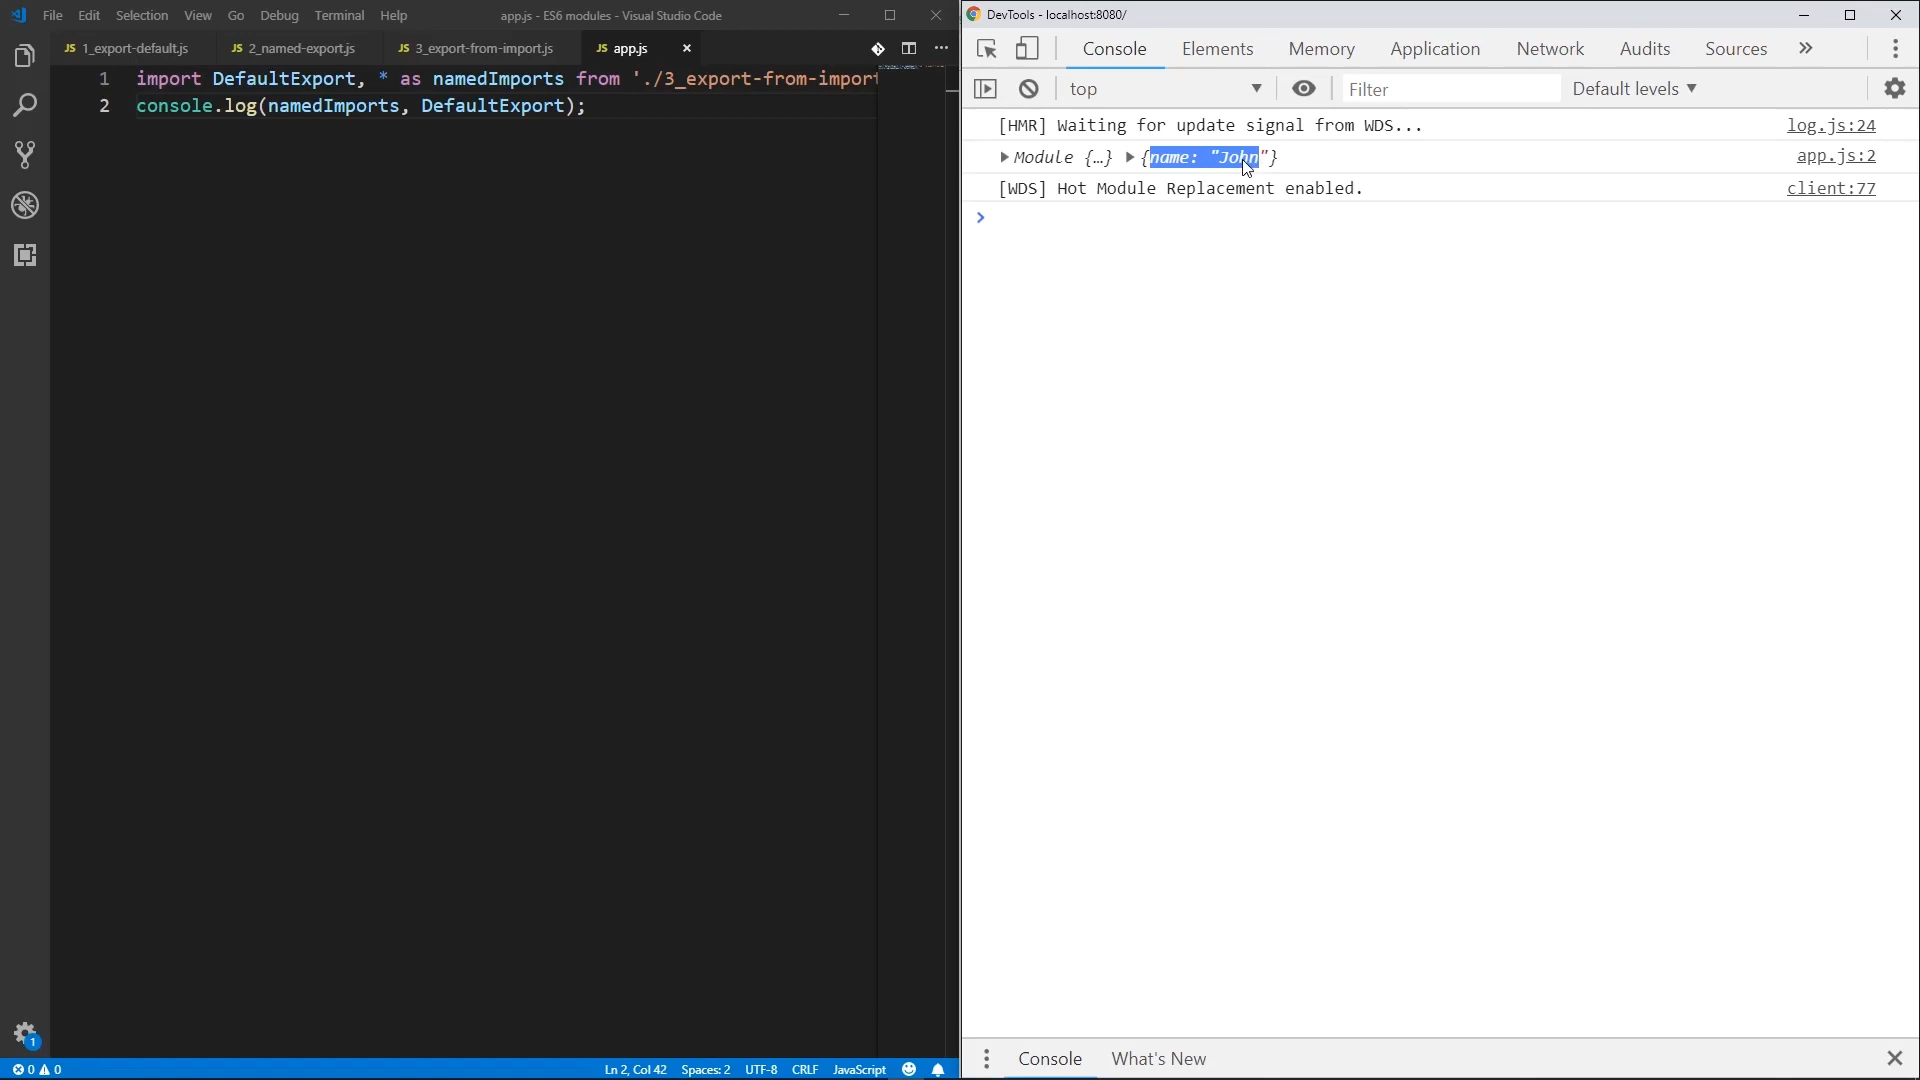 File Edit Selection View Go Debug Terminal Help app.js - ES6 modules - Visual Studio Code
JS 1_export-default.js JS 2_named-export.js JS 3_export-from-import.js JS app.js
1 import DefaultExport, * as namedImports from './3_export-from-import
2 console.log(namedImports, DefaultExport);
1
0 0 Ln 2, Col 42 Spaces: 2 UTF-8 CRLF JavaScript
DevTools - localhost:8080/
Console Elements Memory Application Network Audits Sources »
top Filter Default levels
[HMR] Waiting for update signal from WDS... log.js:24
Module {…} {name: "John"} app.js:2
[WDS] Hot Module Replacement enabled. client:77
Console What's New